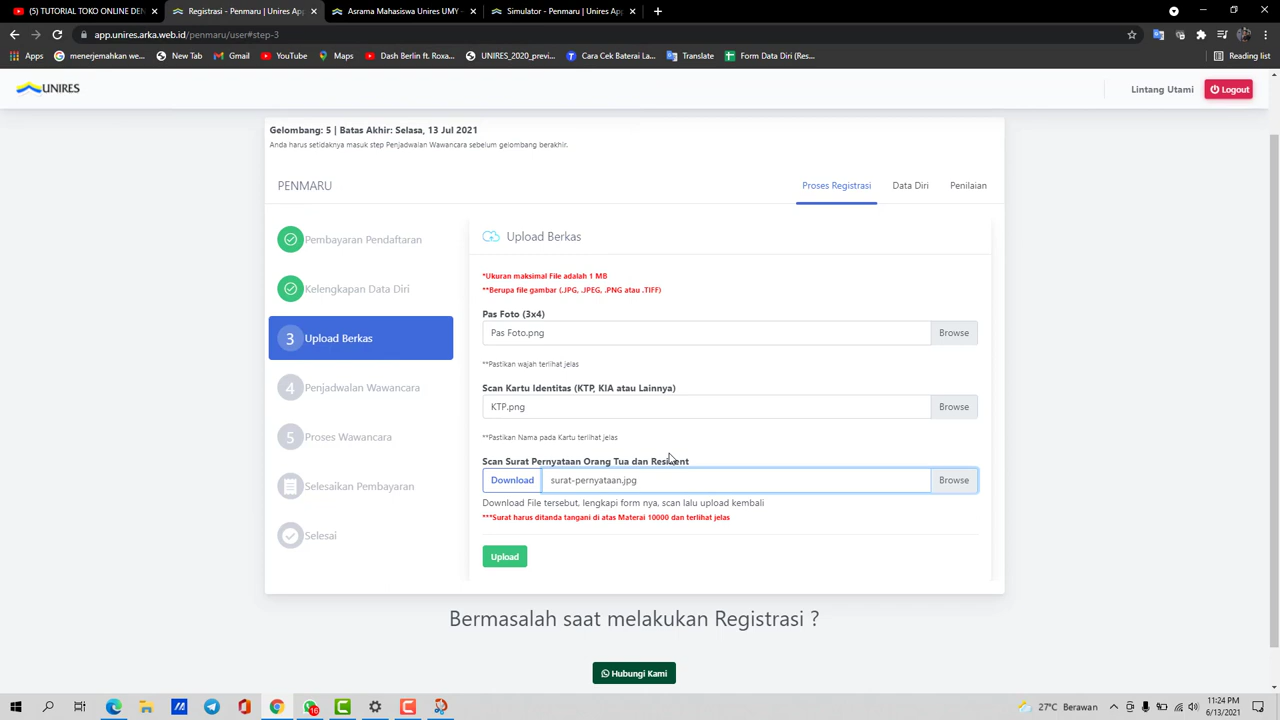 (5) TUTORIAL TOKO ONLINE DEN
Registrasi - Penmaru | Unires App
Asrama Unires UMY -
Simulator - Penmaru | Unires App
app.unires.arka.web.id/penmaru/user#step-3
Apps
menerjemahkan we...
New Tab
Gmail
YouTube
Maps
Dash Berlin ft. Roxa...
UNIRES_2020_previ...
Cara Cek Baterai La...
Translate
Form Data Diri (Res...
Reading list
UNIRES
Lintang Utami
Logout
Gelombang: 5 | Batas Akhir: Selasa, 13 Jul 2021
Anda harus setidaknya masuk step Penjadwalan Wawancara sebelum gelombang berakhir.
PENMARU
Proses Registrasi
Data Diri
Penilaian
Pembayaran Pendaftaran
Kelengkapan Data Diri
3 Upload Berkas
4 Penjadwalan Wawancara
5 Proses Wawancara
Selesaikan Pembayaran
Selesai
Upload Berkas
*Ukuran maksimal File adalah 1 MB
**Berupa file gambar (.JPG, .JPEG, .PNG atau .TIFF)
Pas Foto (3x4)
Pas Foto.png
Browse
**Pastikan wajah terlihat jelas
Scan Kartu Identitas (KTP, KIA atau Lainnya)
KTP.png
Browse
**Pastikan Nama pada Kartu terlihat jelas
Scan Surat Pernyataan Orang Tua dan Resident
Download
surat-pernyataan.jpg
Browse
Download File tersebut, lengkapi form nya, scan lalu upload kembali
***Surat harus ditanda tangani di atas Materai 10000 dan terlihat jelas
Upload
Bermasalah saat melakukan Registrasi ?
Hubungi Kami
16
27°C Berawan
11:24 PM
6/13/2021